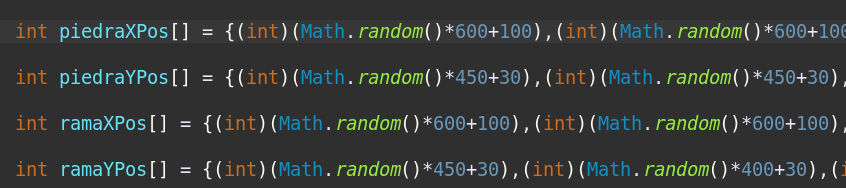 int piedraXPos[] = {(int)(Math.random()*600+100),(int)(Math.random()*600+100
int piedraYPos[] = {(int)(Math.random()*450+30),(int)(Math.random()*450+30),
int ramaXPos[] = {(int)(Math.random()*600+100),(int)(Math.random()*600+100),
int ramaYPos[] = {(int)(Math.random()*450+30),(int)(Math.random()*400+30),(i